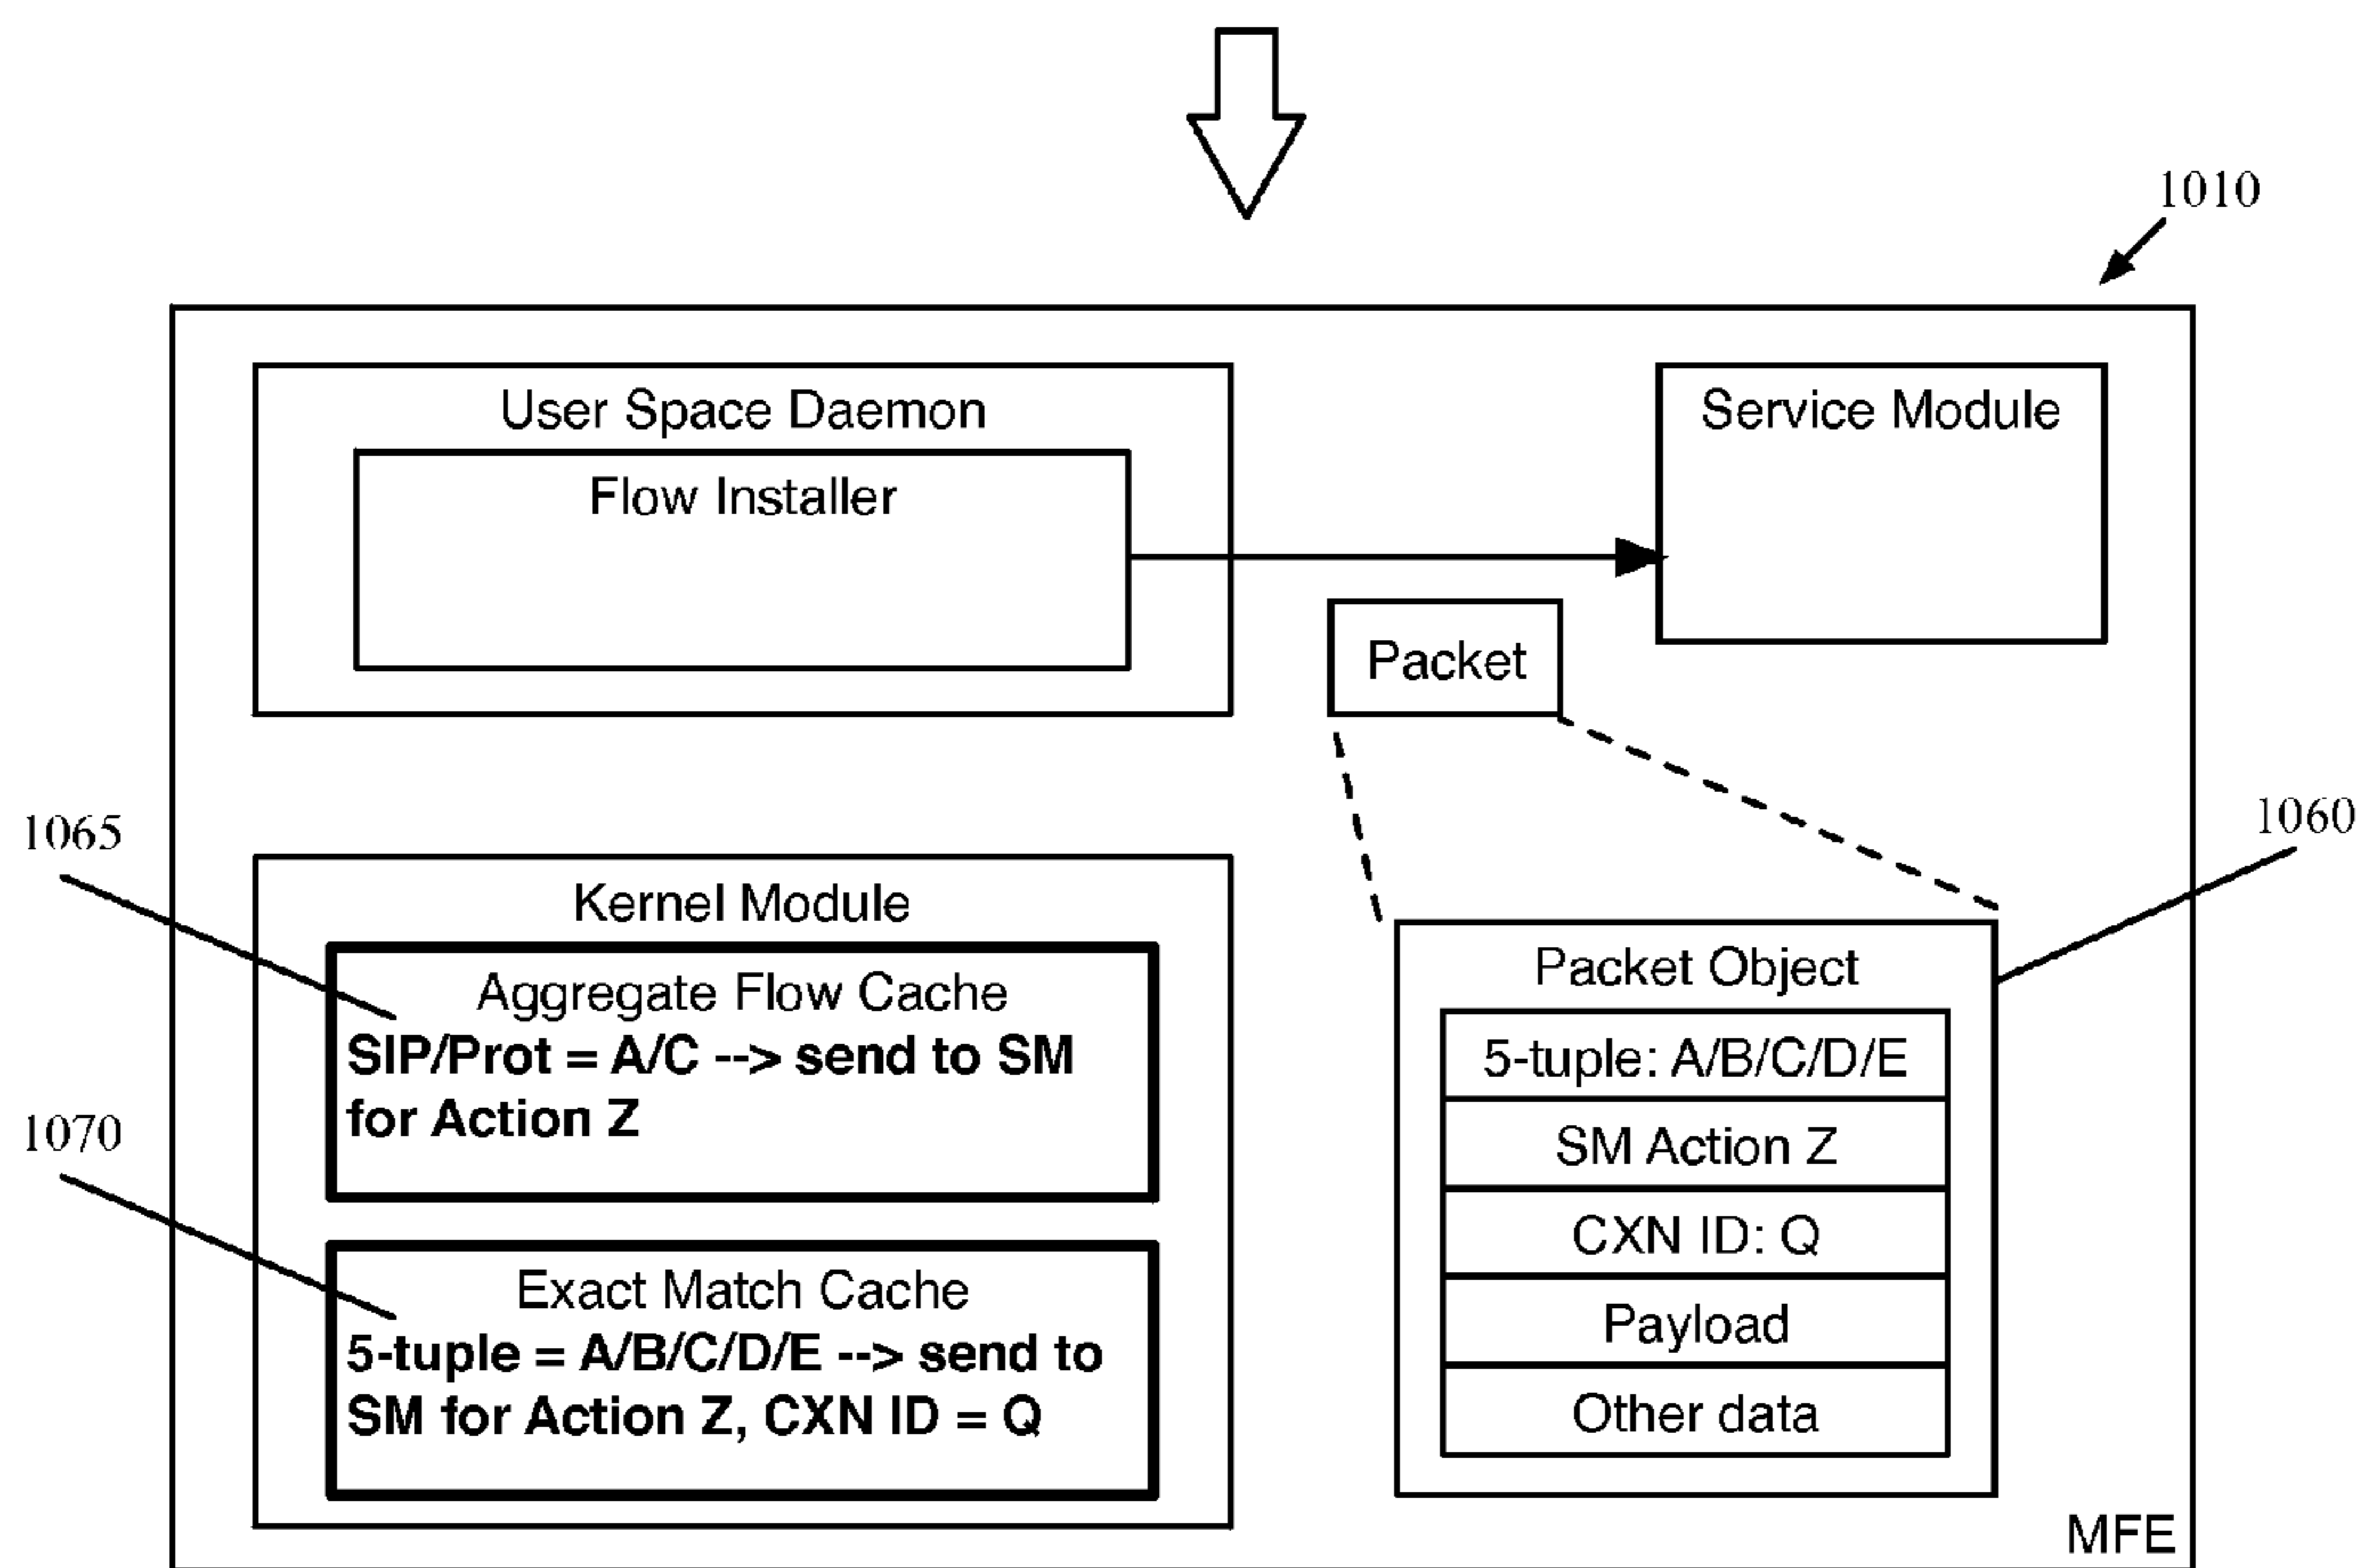 1010
User Space Daemon
Flow Installer
Service Module
Packet
1065
1060
Kernel Module
Aggregate Flow Cache
SIP/Prot = A/C --> send to SM
for Action Z
1070
Exact Match Cache
5-tuple = A/B/C/D/E --> send to
SM for Action Z, CXN ID = Q
Packet Object
5-tuple: A/B/C/D/E
SM Action Z
CXN ID: Q
Payload
Other data
MFE